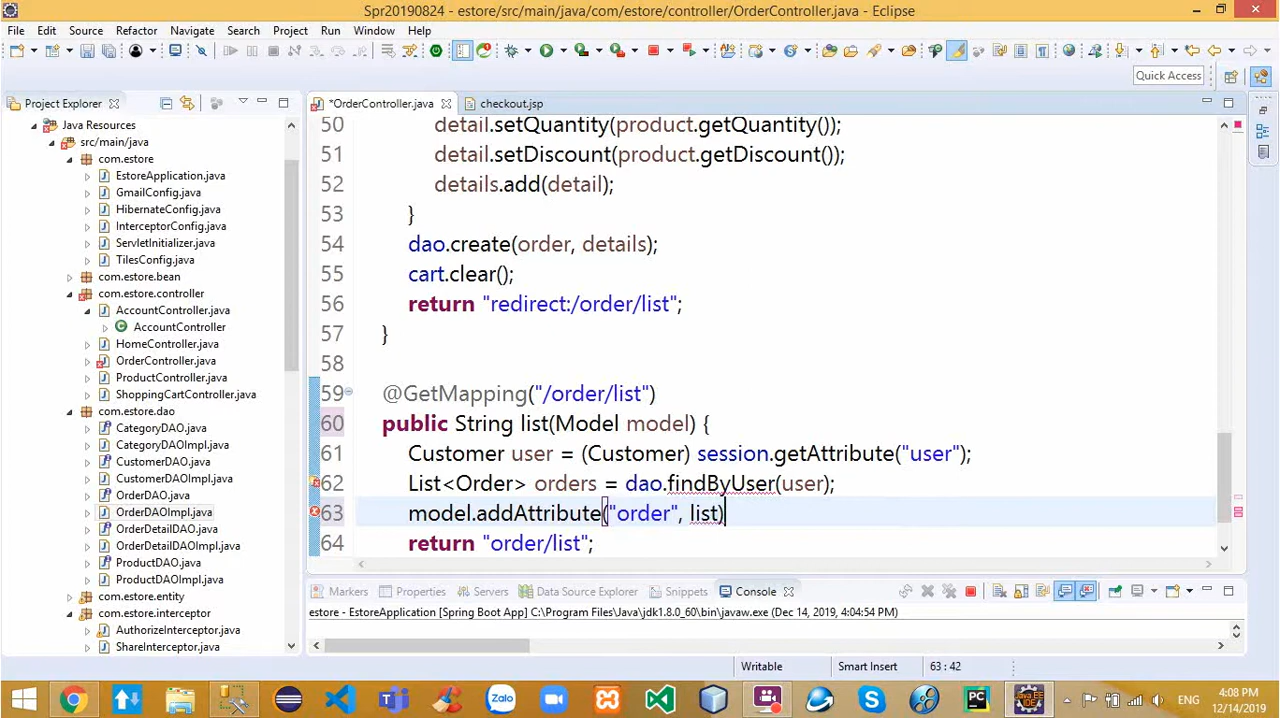 Spr20190824 - estore/src/main/java/com/estore/controller/OrderController.java - Eclipse
File Edit Source Refactor Navigate Search Project Run Window Help
Quick Access
Project Explorer
*OrderController.java
checkout.jsp
Java Resources
src/main/java
com.estore
EstoreApplication.java
GmailConfig.java
HibernateConfig.java
InterceptorConfig.java
ServletInitializer.java
TilesConfig.java
com.estore.bean
com.estore.controller
AccountController.java
AccountController
HomeController.java
OrderController.java
ProductController.java
ShoppingCartController.java
com.estore.dao
CategoryDAO.java
CategoryDAOImpl.java
CustomerDAO.java
CustomerDAOImpl.java
OrderDAO.java
OrderDAOImpl.java
OrderDetailDAO.java
OrderDetailDAOImpl.java
ProductDAO.java
ProductDAOImpl.java
com.estore.entity
com.estore.interceptor
AuthorizeInterceptor.java
ShareInterceptor.java
50 detail.setQuantity(product.getQuantity());
51 detail.setDiscount(product.getDiscount());
52 details.add(detail);
53 }
54 dao.create(order, details);
55 cart.clear();
56 return "redirect:/order/list";
57 }
58
59 @GetMapping("/order/list")
60 public String list(Model model) {
61 Customer user = (Customer) session.getAttribute("user");
62 List<Order> orders = dao.findByUser(user);
63 model.addAttribute("order", list)
64 return "order/list";
Markers Properties Servers Data Source Explorer Snippets Console
estore - EstoreApplication [Spring Boot App] C:\Program Files\Java\jdk1.8.0_60\bin\javaw.exe (Dec 14, 2019, 4:04:54 PM)
Writable Smart Insert 63 : 42
Zalo
PC
ENG
4:08 PM
12/14/2019